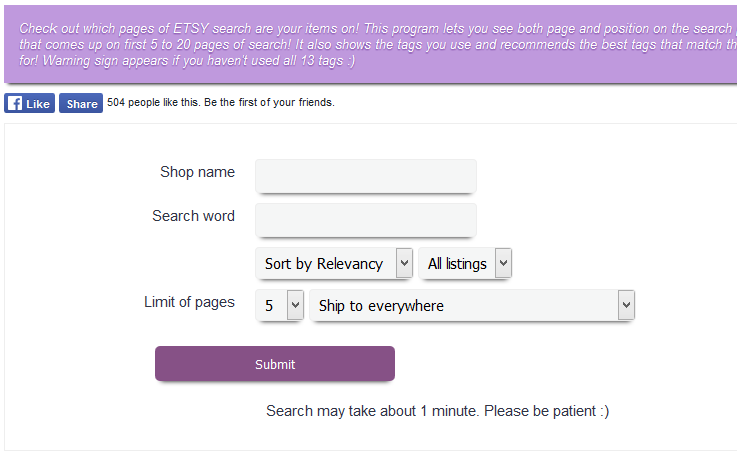 Check out which pages of ETSY search are your items on! This program lets you see both page and position on the search
that comes up on first 5 to 20 pages of search! It also shows the tags you use and recommends the best tags that match
for! Warning sign appears if you haven't used all 13 tags :)
Like Share 504 people like this. Be the first of your friends.
Shop name
Search word
Sort by Relevancy All listings
Limit of pages 5 Ship to everywhere
Submit
Search may take about 1 minute. Please be patient :)